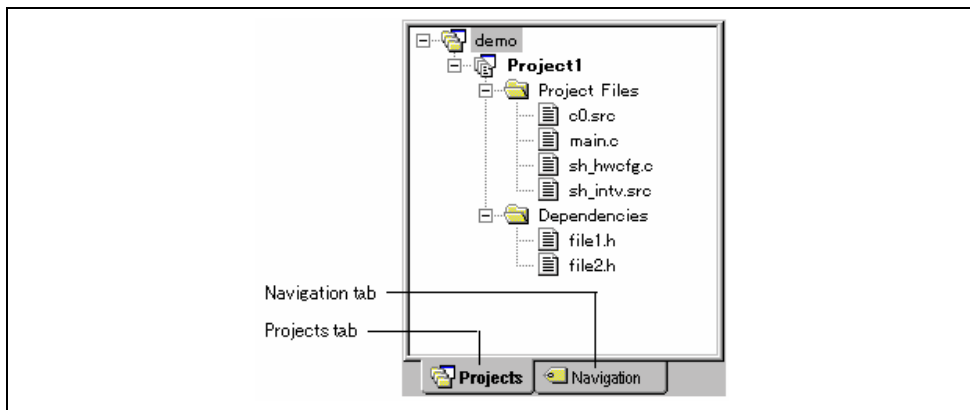 demo
Project1
Project Files
c0.src
main.c
sh_hwcfg.c
sh_intv.src
Dependencies
file1.h
file2.h
Navigation tab
Projects tab
Projects
Navigation